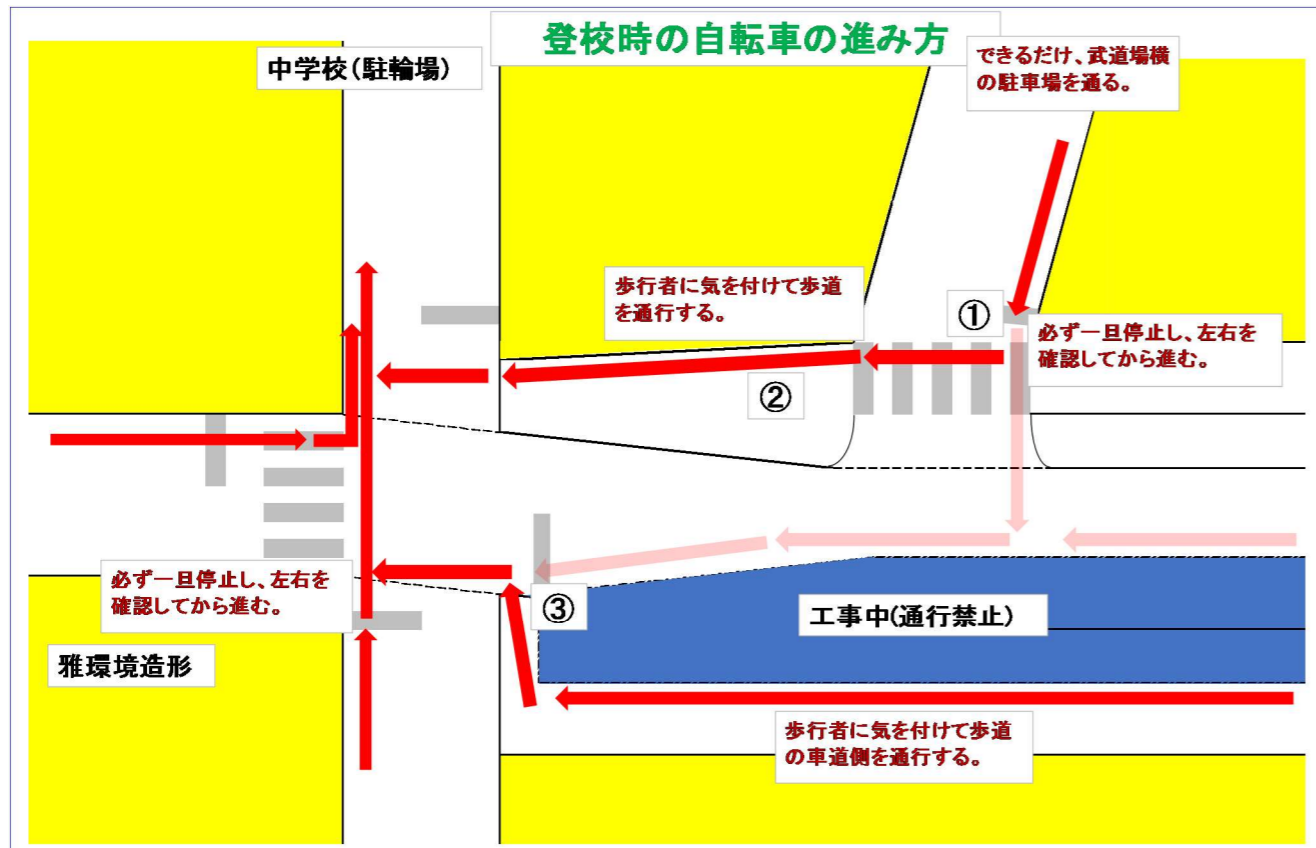 登校時の自転車の進み方
中学校(駐輪場)
できるだけ、武道場横
の駐車場を通る。
歩行者に気を付けて歩道
を通行する。
①
必ず一旦停止し、左右を
確認してから進む。
②
必ず一旦停止し、左右を
確認してから進む。
③
工事中(通行禁止)
雅環境造形
歩行者に気を付けて歩道
の車道側を通行する。